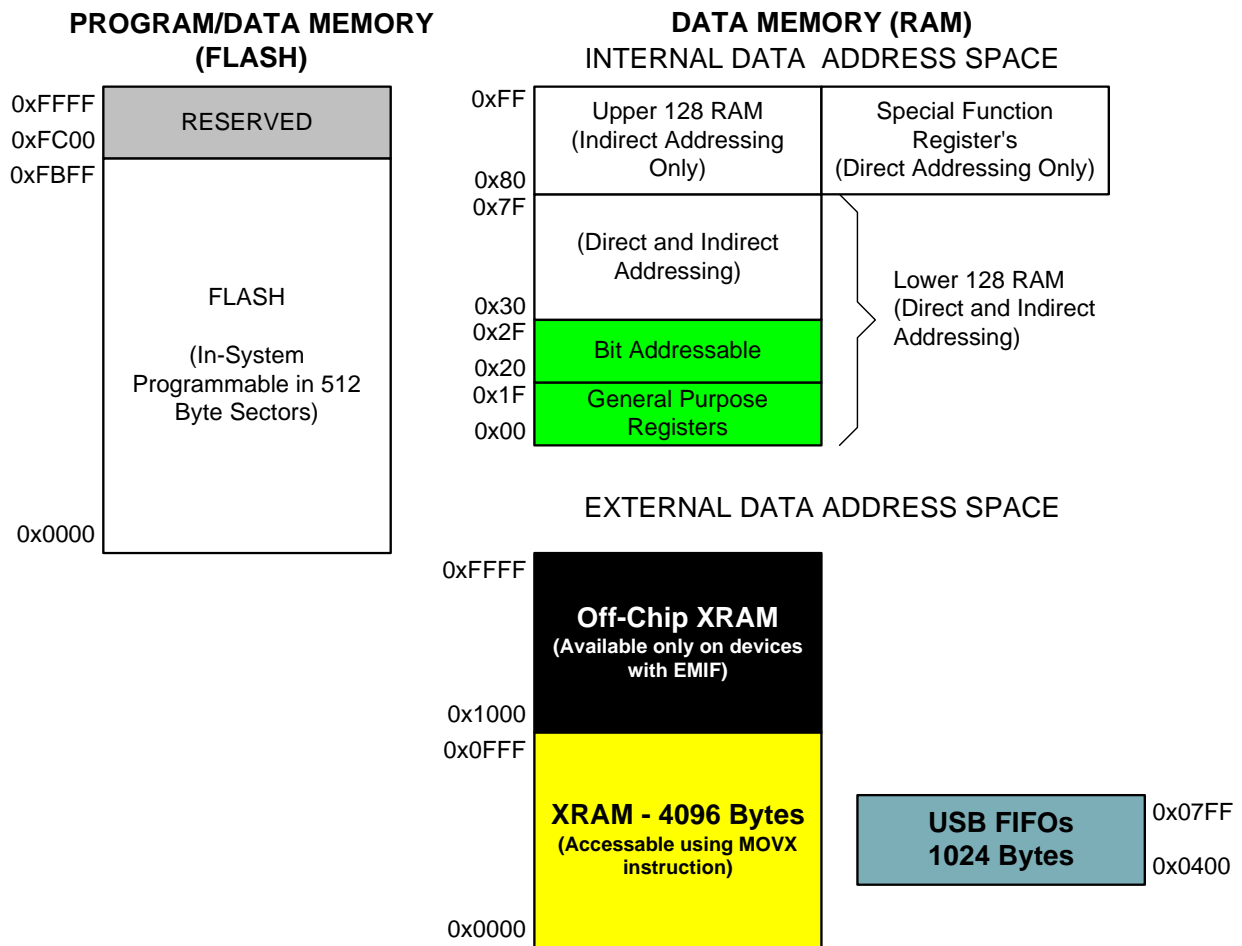 PROGRAM/DATA MEMORY
(FLASH)
0xFFFF
RESERVED
0xFC00
0xFBFF
FLASH
(In-System
Programmable in 512
Byte Sectors)
0x0000
DATA MEMORY (RAM)
INTERNAL DATA ADDRESS SPACE
0xFF
Upper 128 RAM
(Indirect Addressing
Only)
0x80
Special Function
Register's
(Direct Addressing Only)
0x7F
(Direct and Indirect
Addressing)
0x30
Lower 128 RAM
(Direct and Indirect
Addressing)
0x2F
Bit Addressable
0x20
0x1F
General Purpose
Registers
0x00
EXTERNAL DATA ADDRESS SPACE
0xFFFF
Off-Chip XRAM
(Available only on devices
with EMIF)
0x1000
0x0FFF
XRAM - 4096 Bytes
(Accessable using MOVX
instruction)
0x0000
USB FIFOs
1024 Bytes
0x07FF
0x0400